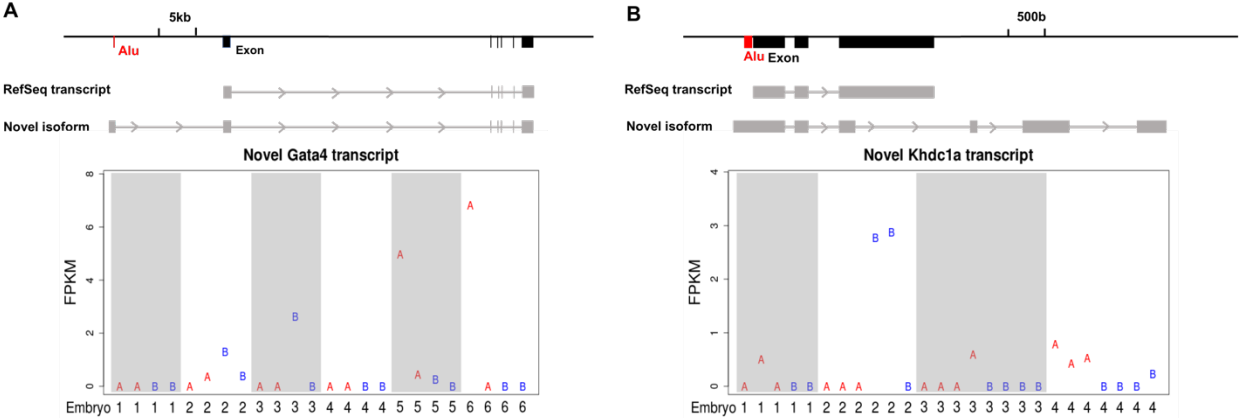 A
5kb
Alu
Exon
RefSeq transcript
Novel isoform
Novel Gata4 transcript
FPKM
8
6
4
2
0
A A B B A A B B A A B B A A B B A A B B A A B B
Embryo 1 1 1 1 2 2 2 2 3 3 3 3 4 4 4 4 5 5 5 5 6 6 6 6
B
500b
Alu Exon
RefSeq transcript
Novel isoform
Novel Khdc1a transcript
FPKM
4
3
2
1
0
A A A B B A A A B B B A A A A B B B B A A A B B B B
Embryo 1 1 1 1 1 2 2 2 2 2 2 3 3 3 3 3 3 3 3 4 4 4 4 4 4 4